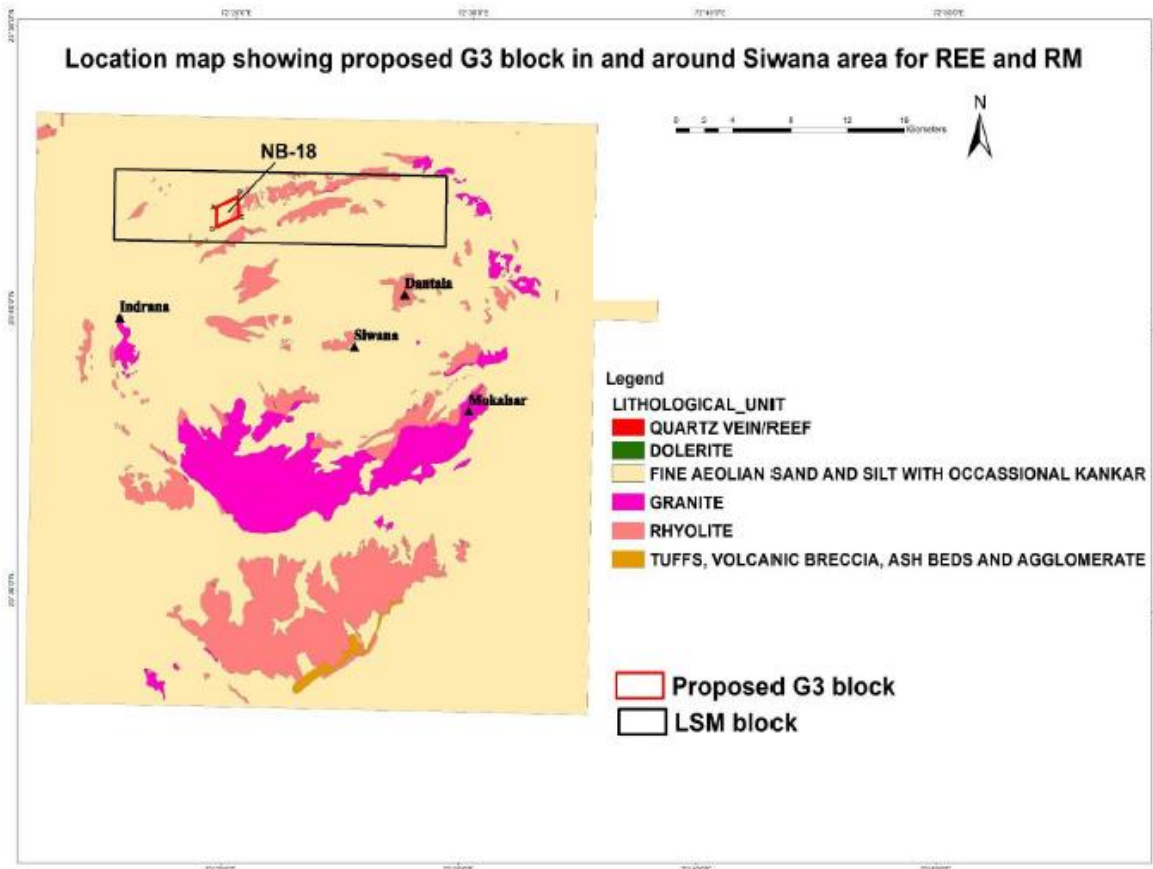 Location map showing proposed G3 block in and around Siwana area for REE and RM
N
Kilometers
NB-18
Dantala
Indrana
Siwana
Mokalsar
Legend
LITHOLOGICAL_UNIT
QUARTZ VEIN/REEF
DOLERITE
FINE AEOLIAN SAND AND SILT WITH OCCASSIONAL KANKAR
GRANITE
RHYOLITE
TUFFS, VOLCANIC BRECCIA, ASH BEDS AND AGGLOMERATE
Proposed G3 block
LSM block